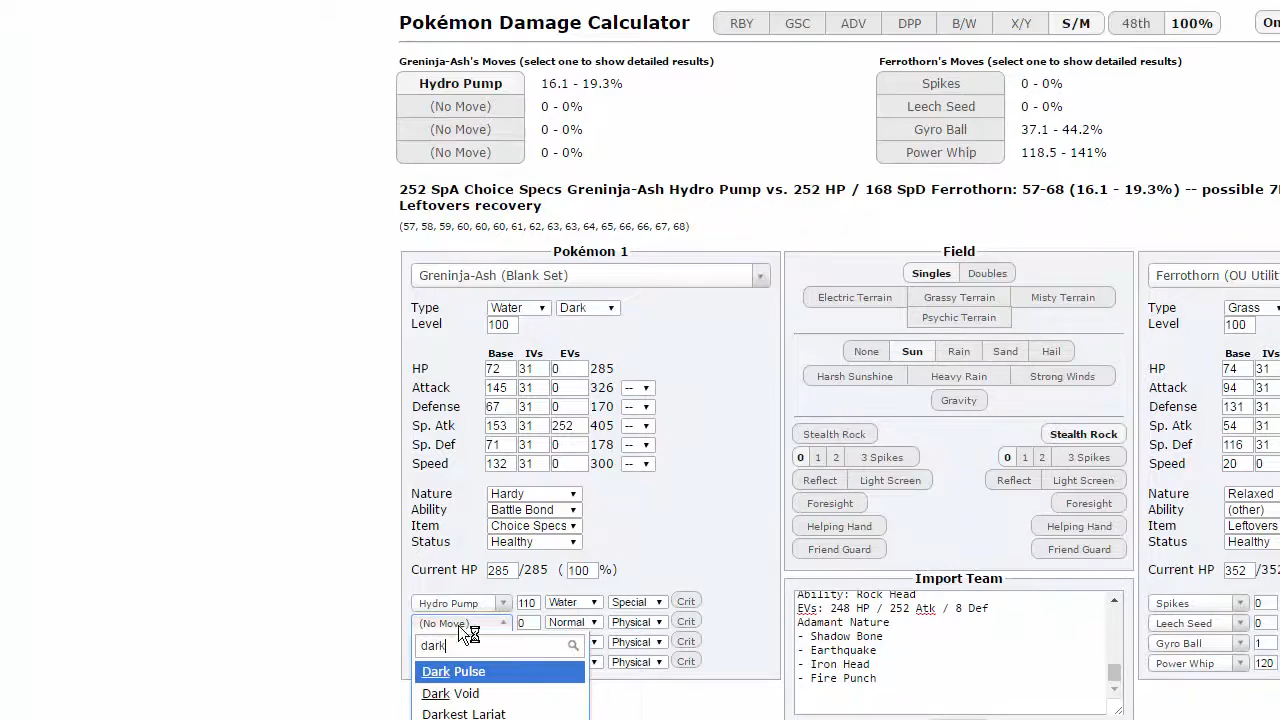 Pokémon Damage Calculator RBY GSC ADV DPP B/W X/Y S/M 48th 100% On
Greninja-Ash's Moves (select one to show detailed results) Ferrothorn's Moves (select one to show detailed results)
Hydro Pump 16.1 - 19.3% Spikes 0 - 0%
(No Move) 0 - 0% Leech Seed 0 - 0%
(No Move) 0 - 0% Gyro Ball 37.1 - 44.2%
(No Move) 0 - 0% Power Whip 118.5 - 141%
252 SpA Choice Specs Greninja-Ash Hydro Pump vs. 252 HP / 168 SpD Ferrothorn: 57-68 (16.1 - 19.3%) -- possible 7
Leftovers recovery
(57, 58, 59, 60, 60, 60, 61, 62, 63, 63, 64, 65, 66, 66, 67, 68)
Pokémon 1
Greninja-Ash (Blank Set)
Type Water Dark
Level 100
Base IVs EVs
HP 72 31 0 285
Attack 145 31 0 326 --
Defense 67 31 0 170 --
Sp. Atk 153 31 252 405 --
Sp. Def 71 31 0 178 --
Speed 132 31 0 300 --
Nature Hardy
Ability Battle Bond
Item Choice Specs
Status Healthy
Current HP 285 /285 ( 100 %)
Hydro Pump 110 Water Special Crit
(No Move) 0 Normal Physical Crit
dark Physical Crit
Dark Pulse Physical Crit
Dark Void
Darkest Lariat
Field
Singles Doubles
Electric Terrain Grassy Terrain Misty Terrain
Psychic Terrain
None Sun Rain Sand Hail
Harsh Sunshine Heavy Rain Strong Winds
Gravity
Stealth Rock Stealth Rock
0 1 2 3 Spikes 0 1 2 3 Spikes
Reflect Light Screen Reflect Light Screen
Foresight Foresight
Helping Hand Helping Hand
Friend Guard Friend Guard
Import Team
Ability: Rock Head
EVs: 248 HP / 252 Atk / 8 Def
Adamant Nature
- Shadow Bone
- Earthquake
- Iron Head
- Fire Punch
Ferrothorn (OU Utility
Type Grass
Level 100
Base IVs
HP 74 31
Attack 94 31
Defense 131 31
Sp. Atk 54 31
Sp. Def 116 31
Speed 20 0
Nature Relaxed
Ability (other)
Item Leftovers
Status Healthy
Current HP 352 /352
Spikes 0
Leech Seed 0
Gyro Ball 1
Power Whip 120